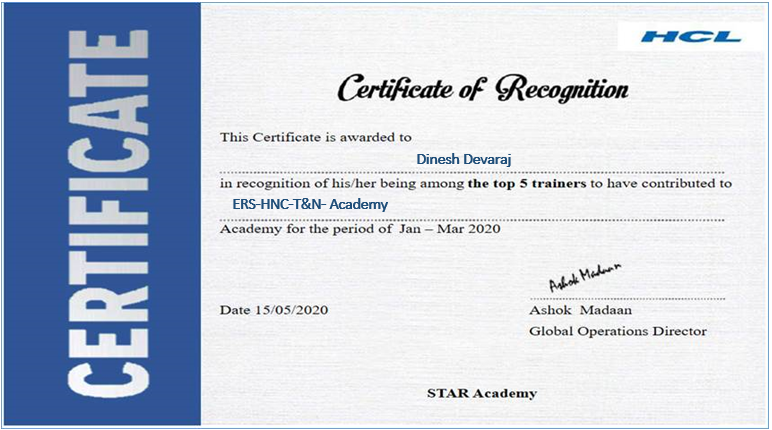 CERTIFICATE
HCL
Certificate of Recognition
This Certificate is awarded to
Dinesh Devaraj
in recognition of his/her being among the top 5 trainers to have contributed to
ERS-HNC-T&N- Academy
Academy for the period of Jan – Mar 2020
Ashok Madaan
Date 15/05/2020
Ashok Madaan
Global Operations Director
STAR Academy